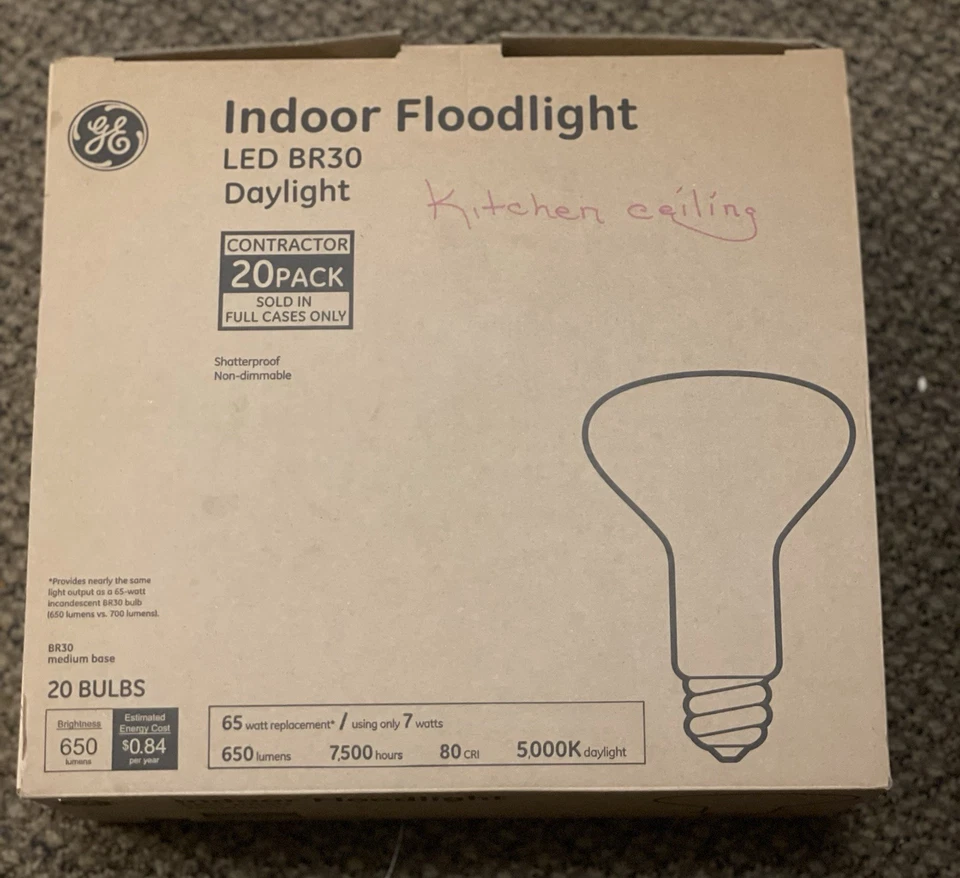 GE
Indoor Floodlight
LED BR30
Daylight
Kitchen ceiling
CONTRACTOR
20PACK
SOLD IN
FULL CASES ONLY
Shatterproof
Non-dimmable
*Provides nearly the same
light output as a 65-watt
incandescent BR30 bulb
(650 lumens vs. 700 lumens).
BR30
medium base
20 BULBS
Brightness
650
lumens
Estimated
Energy Cost
$0.84
per year
65 watt replacement* / using only 7 watts
650 lumens 7,500 hours 80 CRI 5,000K daylight
Indoor Floodlight